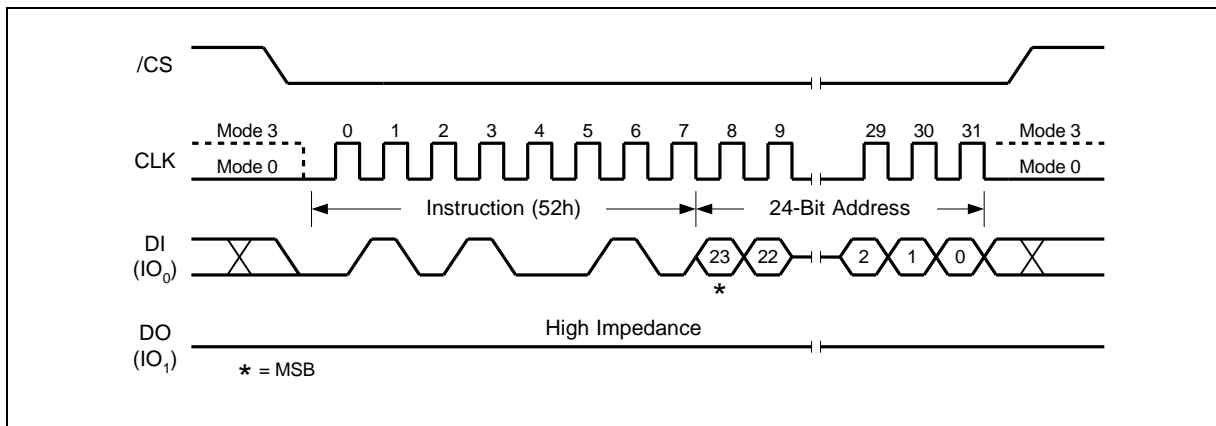 /CS
Mode 3 0 1 2 3 4 5 6 7 8 9 29 30 31 Mode 3
CLK Mode 0 Mode 0
Instruction (52h) 24-Bit Address
DI
(IO0) 23 22 2 1 0
*
High Impedance
DO
(IO1)
* = MSB